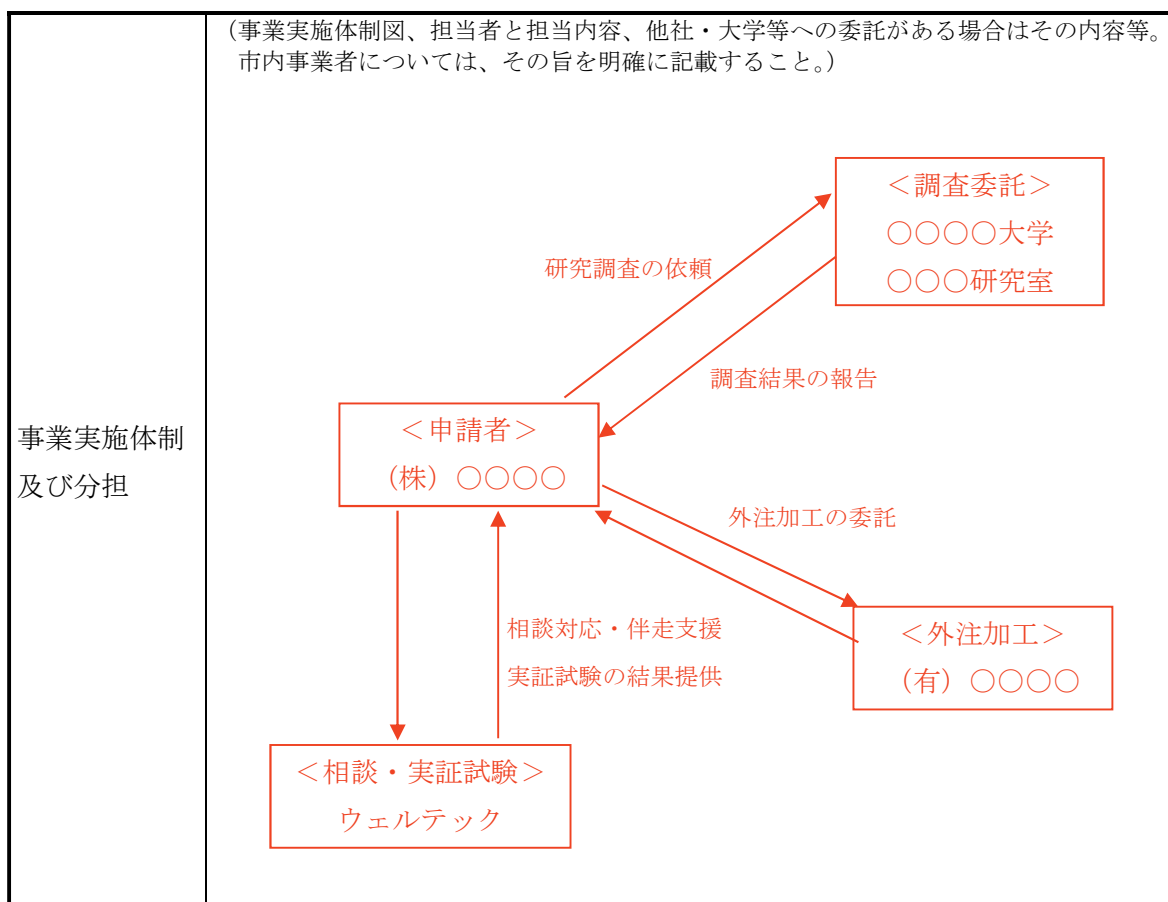 （事業実施体制図、担当者と担当内容、他社・大学等への委託がある場合はその内容等。
市内事業者については、その旨を明確に記載すること。）
＜調査委託＞
○○○○大学
○○○研究室
研究調査の依頼
調査結果の報告
事業実施体制
及び分担
＜申請者＞
（株）○○○○
外注加工の委託
相談対応・伴走支援
実証試験の結果提供
＜外注加工＞
（有）○○○○
＜相談・実証試験＞
ウェルテック